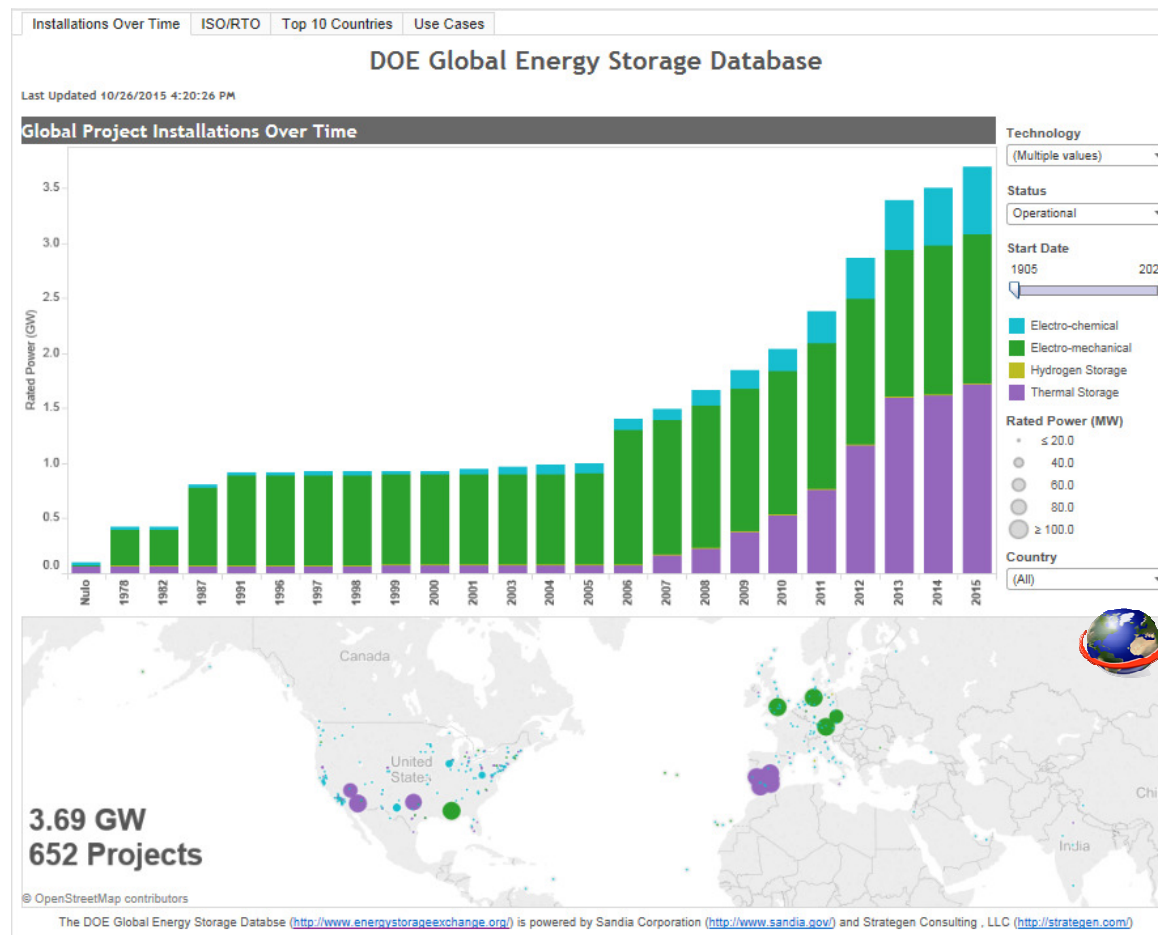 Installations Over Time ISO/RTO Top 10 Countries Use Cases
DOE Global Energy Storage Database
Last Updated 10/26/2015 4:20:26 PM
Global Project Installations Over Time
Rated Power (GW)
3.5
3.0
2.5
2.0
1.5
1.0
0.5
0.0
Nulo 1978 1982 1987 1991 1996 1997 1998 1999 2000 2001 2003 2004 2005 2006 2007 2008 2009 2010 2011 2012 2013 2014 2015
Technology
(Multiple values)
Status
Operational
Start Date
1905 202
Electro-chemical
Electro-mechanical
Hydrogen Storage
Thermal Storage
Rated Power (MW)
≤ 20.0
40.0
60.0
80.0
≥ 100.0
Country
(All)
Canada
United
States
Chi
India
3.69 GW
652 Projects
© OpenStreetMap contributors
The DOE Global Energy Storage Databse (http://www.energystorageexchange.org/) is powered by Sandia Corporation (http://www.sandia.gov/) and Strategen Consulting , LLC (http://strategen.com/)